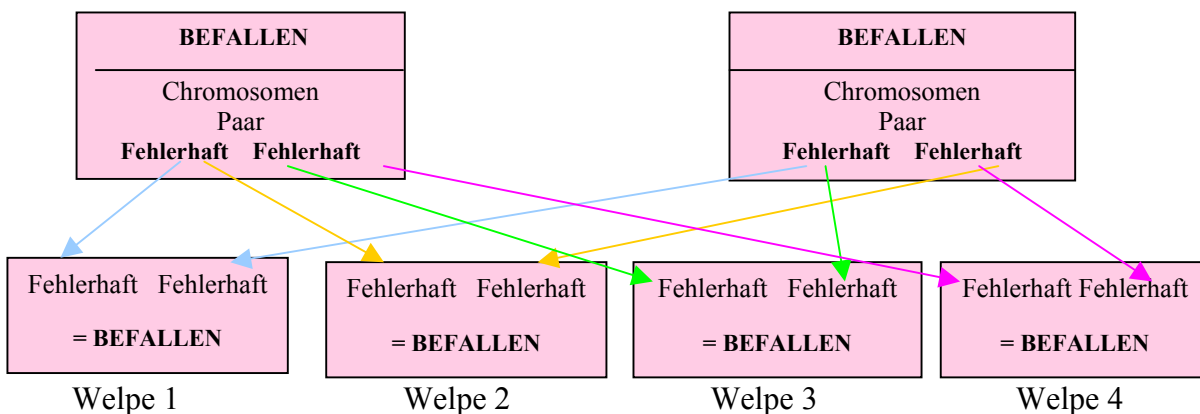 BEFALLEN
Chromosomen
Paar
Fehlerhaft Fehlerhaft
BEFALLEN
Chromosomen
Paar
Fehlerhaft Fehlerhaft
Fehlerhaft Fehlerhaft
= BEFALLEN
Welpe 1
Fehlerhaft Fehlerhaft
= BEFALLEN
Welpe 2
Fehlerhaft Fehlerhaft
= BEFALLEN
Welpe 3
Fehlerhaft Fehlerhaft
= BEFALLEN
Welpe 4